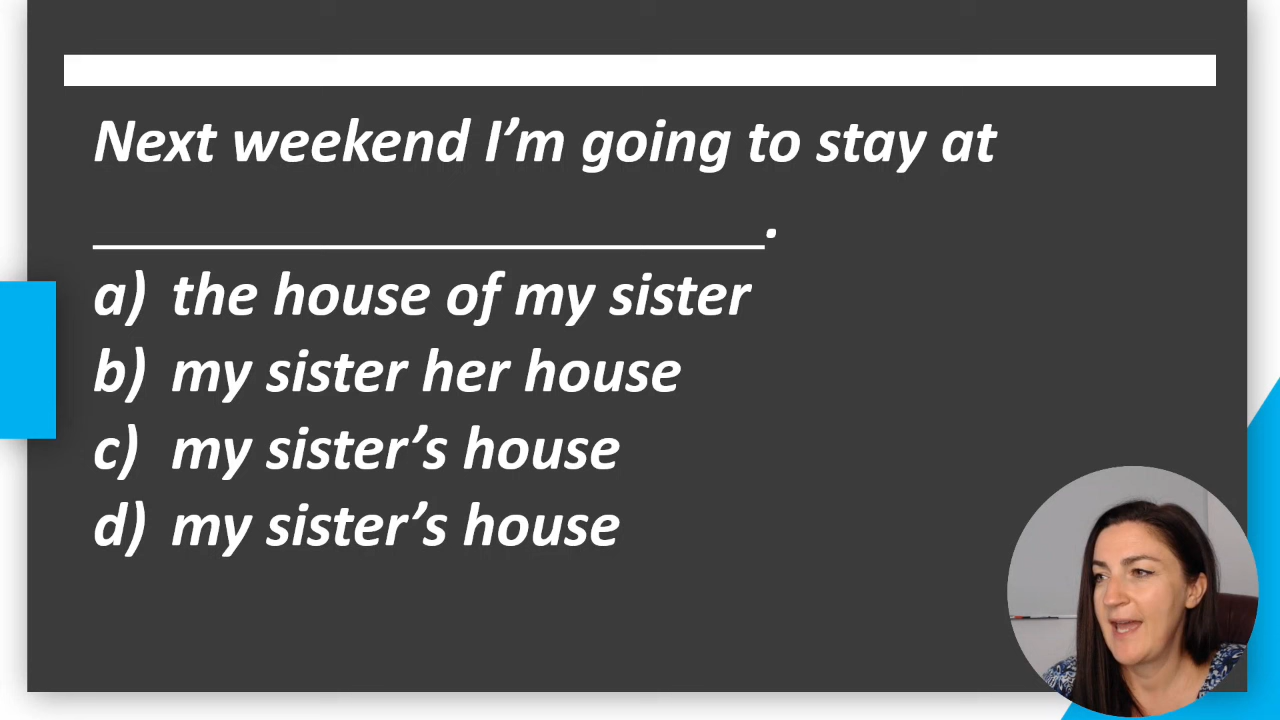 Next weekend I’m going to stay at
______________________.
a) the house of my sister
b) my sister her house
c) my sister’s house
d) my sister’s house